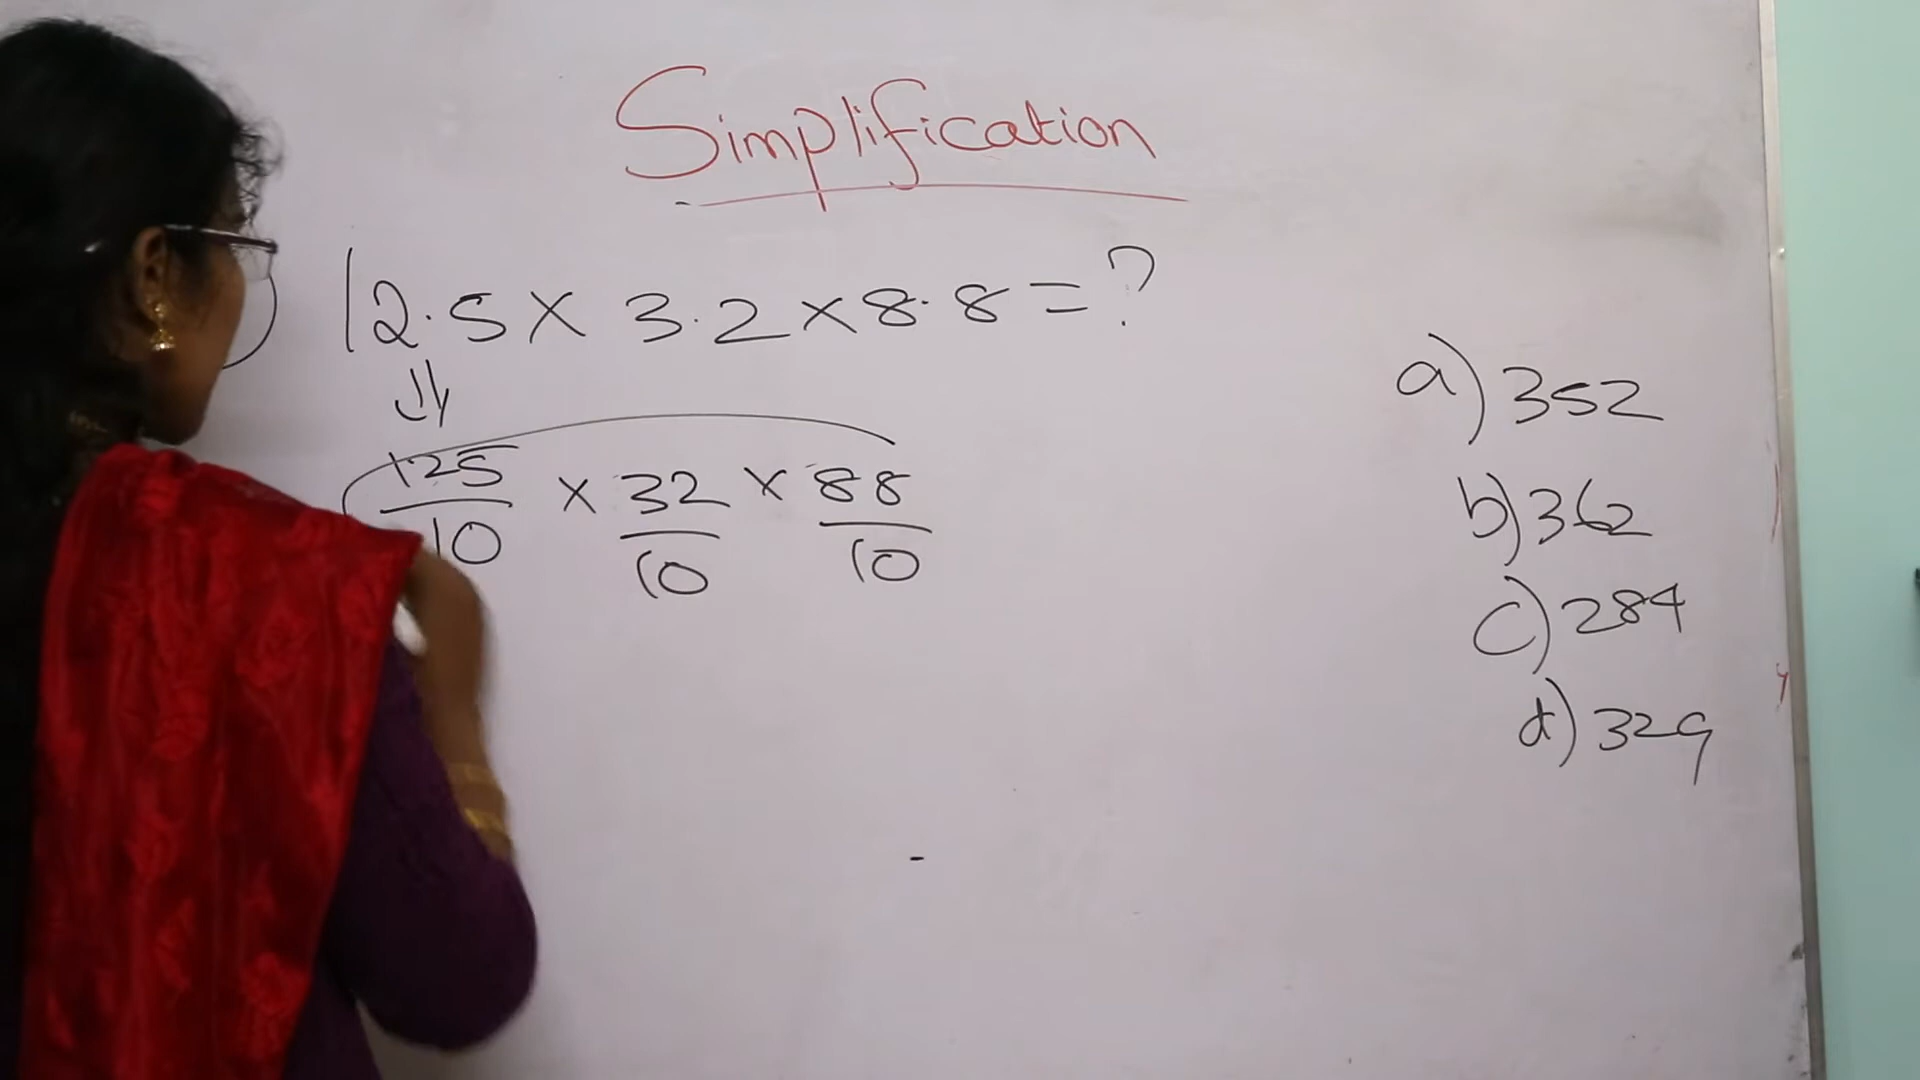 Simplification
12.5 × 3.2 × 8.8 = ?
125/10 × 32/10 × 88/10
a) 352
b) 362
c) 284
d) 329